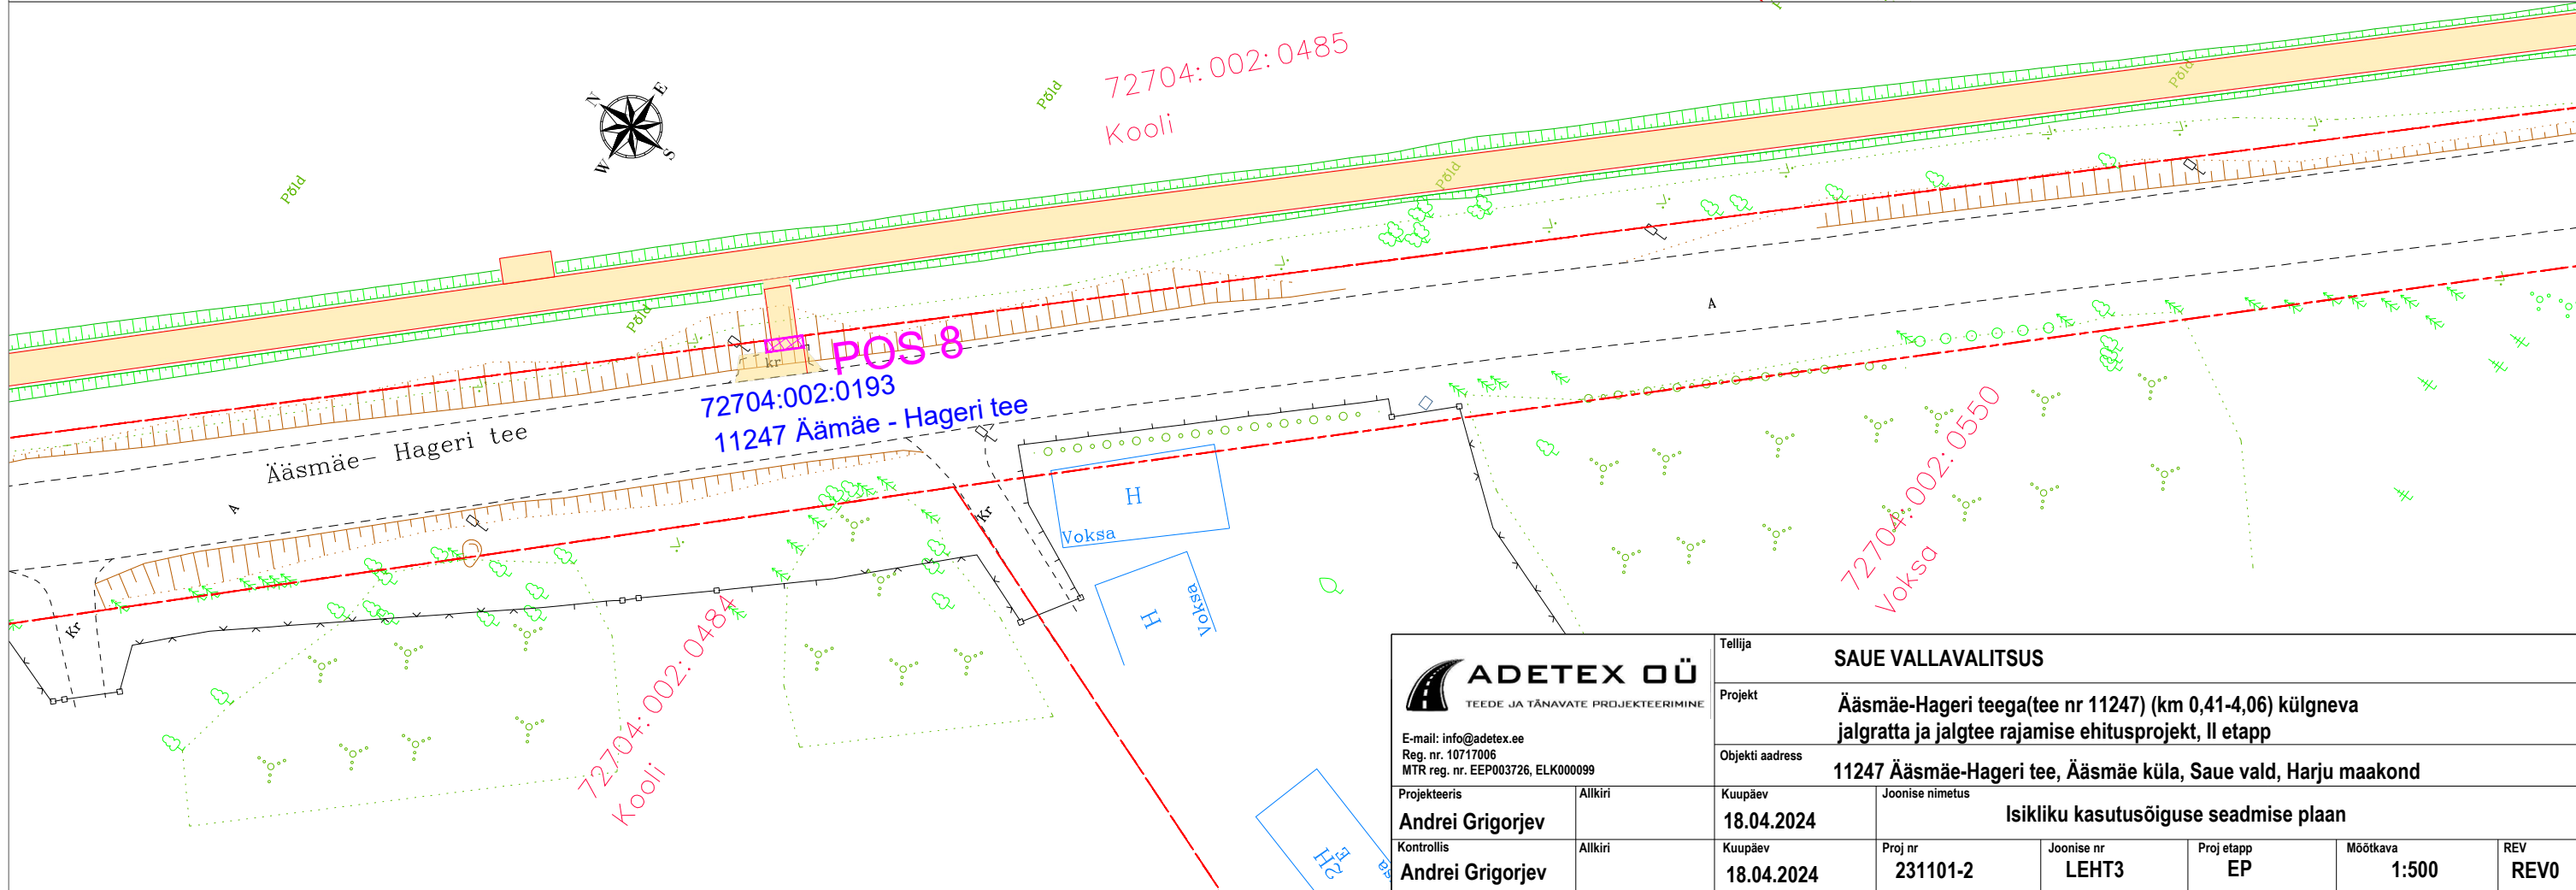 72704:002:0485
Kooli
N
E
W
S
Põld
Põld
Põld
Põld
Põld
POS 8
kr
72704:002:0193
11247 Äämäe - Hageri tee
Ääsmäe- Hageri tee
A
A
Kr
Kr
H
Voksa
H
Voksa
72704:002:0550
Voksa
72704:002:0484
Kooli
2H
E
ADETEX OÜ
TEEDE JA TÄNAVATE PROJEKTEERIMINE
E-mail: info@adetex.ee
Reg. nr. 10717006
MTR reg. nr. EEP003726, ELK000099
Tellija
SAUE VALLAVALITSUS
Projekt
Ääsmäe-Hageri teega(tee nr 11247) (km 0,41-4,06) külgneva
jalgratta ja jalgtee rajamise ehitusprojekt, II etapp
Objekti aadress
11247 Ääsmäe-Hageri tee, Ääsmäe küla, Saue vald, Harju maakond
Projekteeris
Andrei Grigorjev
Allkiri
Kuupäev
18.04.2024
Joonise nimetus
Isikliku kasutusõiguse seadmise plaan
Kontrollis
Andrei Grigorjev
Allkiri
Kuupäev
18.04.2024
Proj nr
231101-2
Joonise nr
LEHT3
Proj etapp
EP
Mõõtkava
1:500
REV
REV0